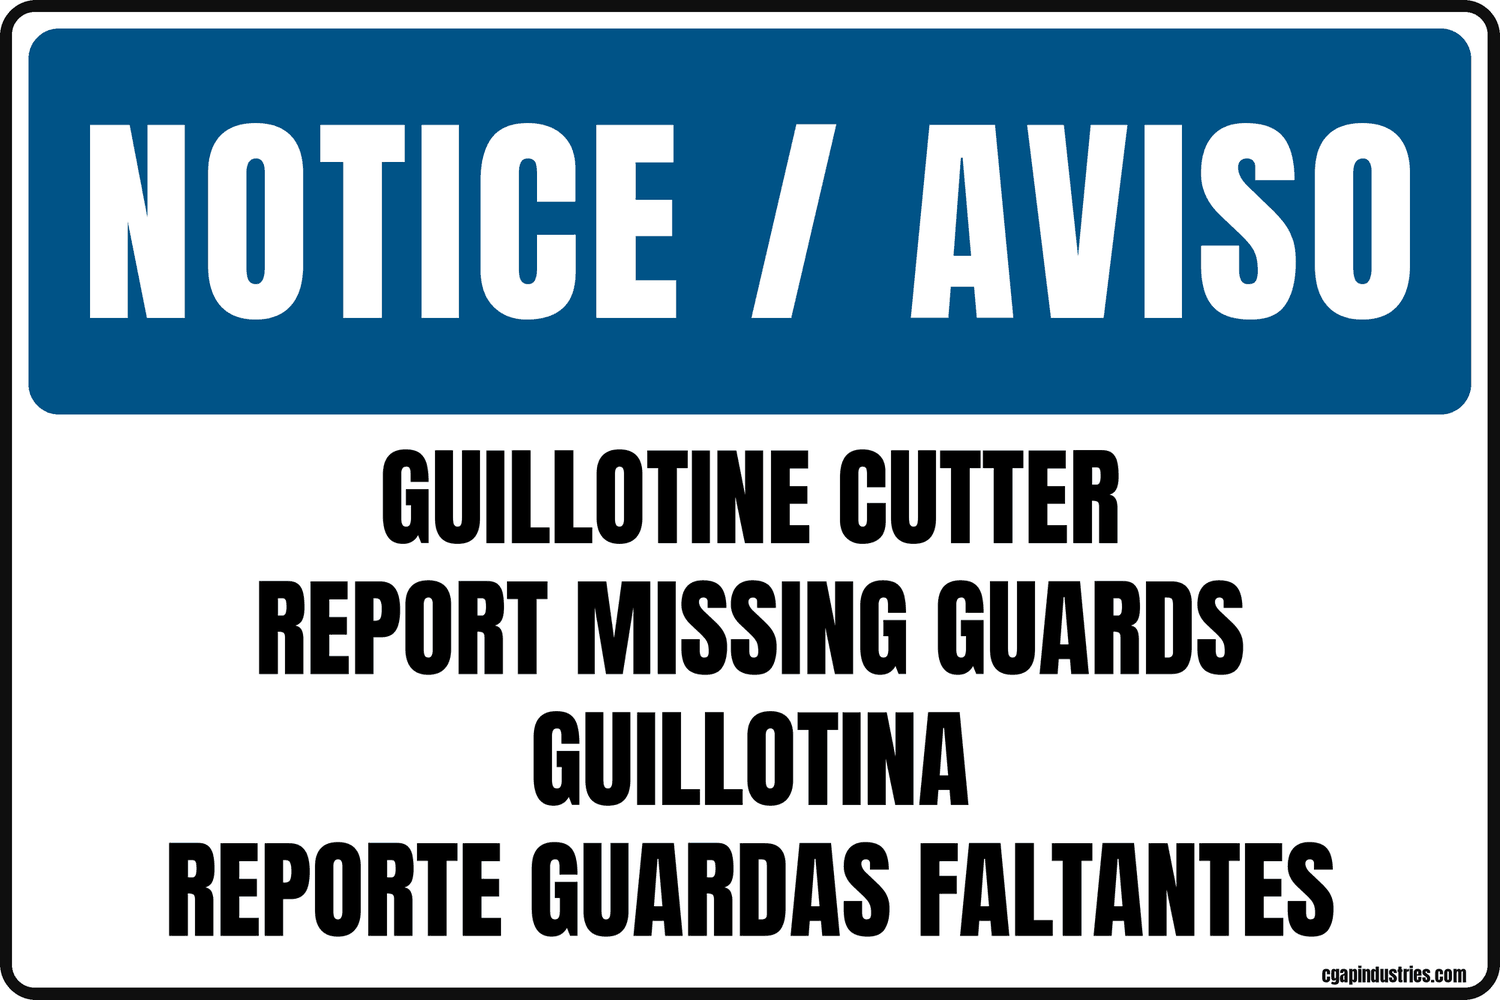 NOTICE / AVISO
GUILLOTINE CUTTER
REPORT MISSING GUARDS
GUILLOTINA
REPORTE GUARDAS FALTANTES
cgapindustries.com